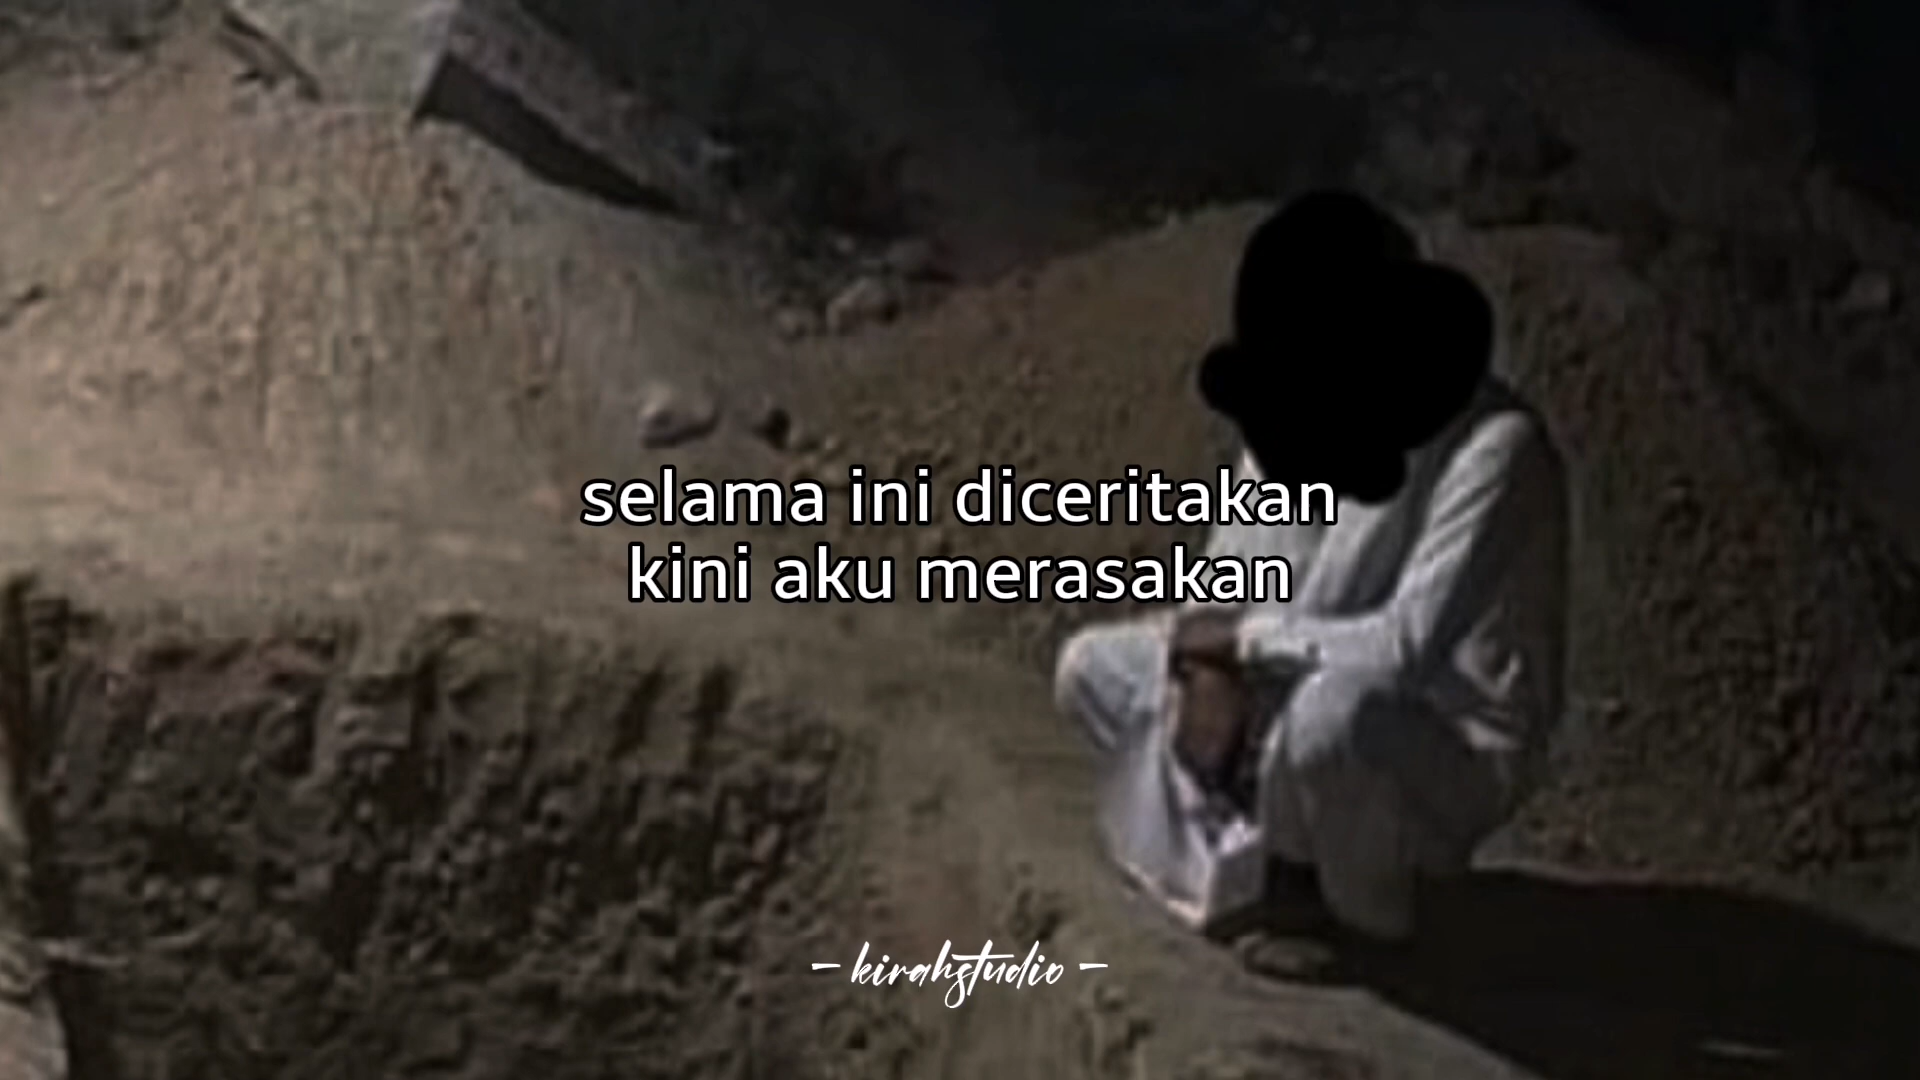 selama ini diceritakan
kini aku merasakan
- kirahstudio -